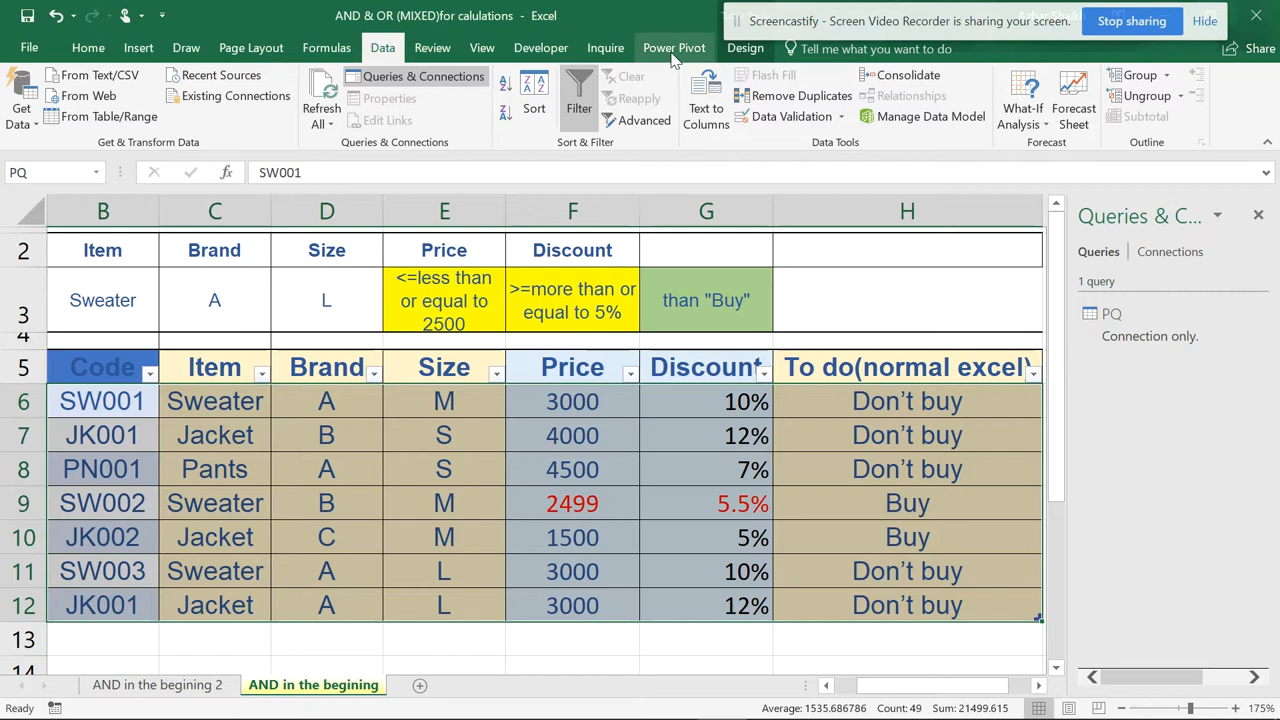 AND & OR (MIXED)for calulations - Excel
Screencastify - Screen Video Recorder is sharing your screen.
Stop sharing
Hide
File Home Insert Draw Page Layout Formulas Data Review View Developer Inquire Power Pivot Design Tell me what you want to do Share
Get Data
From Text/CSV
From Web
From Table/Range
Recent Sources
Existing Connections
Get & Transform Data
Refresh All
Queries & Connections
Properties
Edit Links
Queries & Connections
Sort
Filter
Clear
Reapply
Advanced
Sort & Filter
Text to Columns
Flash Fill
Remove Duplicates
Data Validation
Consolidate
Relationships
Manage Data Model
Data Tools
What-If Analysis
Forecast Sheet
Forecast
Group
Ungroup
Subtotal
Outline
PQ
fx
SW001
B C D E F G H
2 Item Brand Size Price Discount
3 Sweater A L <=less than or equal to 2500 >=more than or equal to 5% than "Buy"
4
5 Code Item Brand Size Price Discount To do(normal excel)
6 SW001 Sweater A M 3000 10% Don't buy
7 JK001 Jacket B S 4000 12% Don't buy
8 PN001 Pants A S 4500 7% Don't buy
9 SW002 Sweater B M 2499 5.5% Buy
10 JK002 Jacket C M 1500 5% Buy
11 SW003 Sweater A L 3000 10% Don't buy
12 JK001 Jacket A L 3000 12% Don't buy
13
14
Queries & C...
Queries Connections
1 query
PQ
Connection only.
AND in the begining 2 AND in the begining
Ready
Average: 1535.686786 Count: 49 Sum: 21499.615
175%